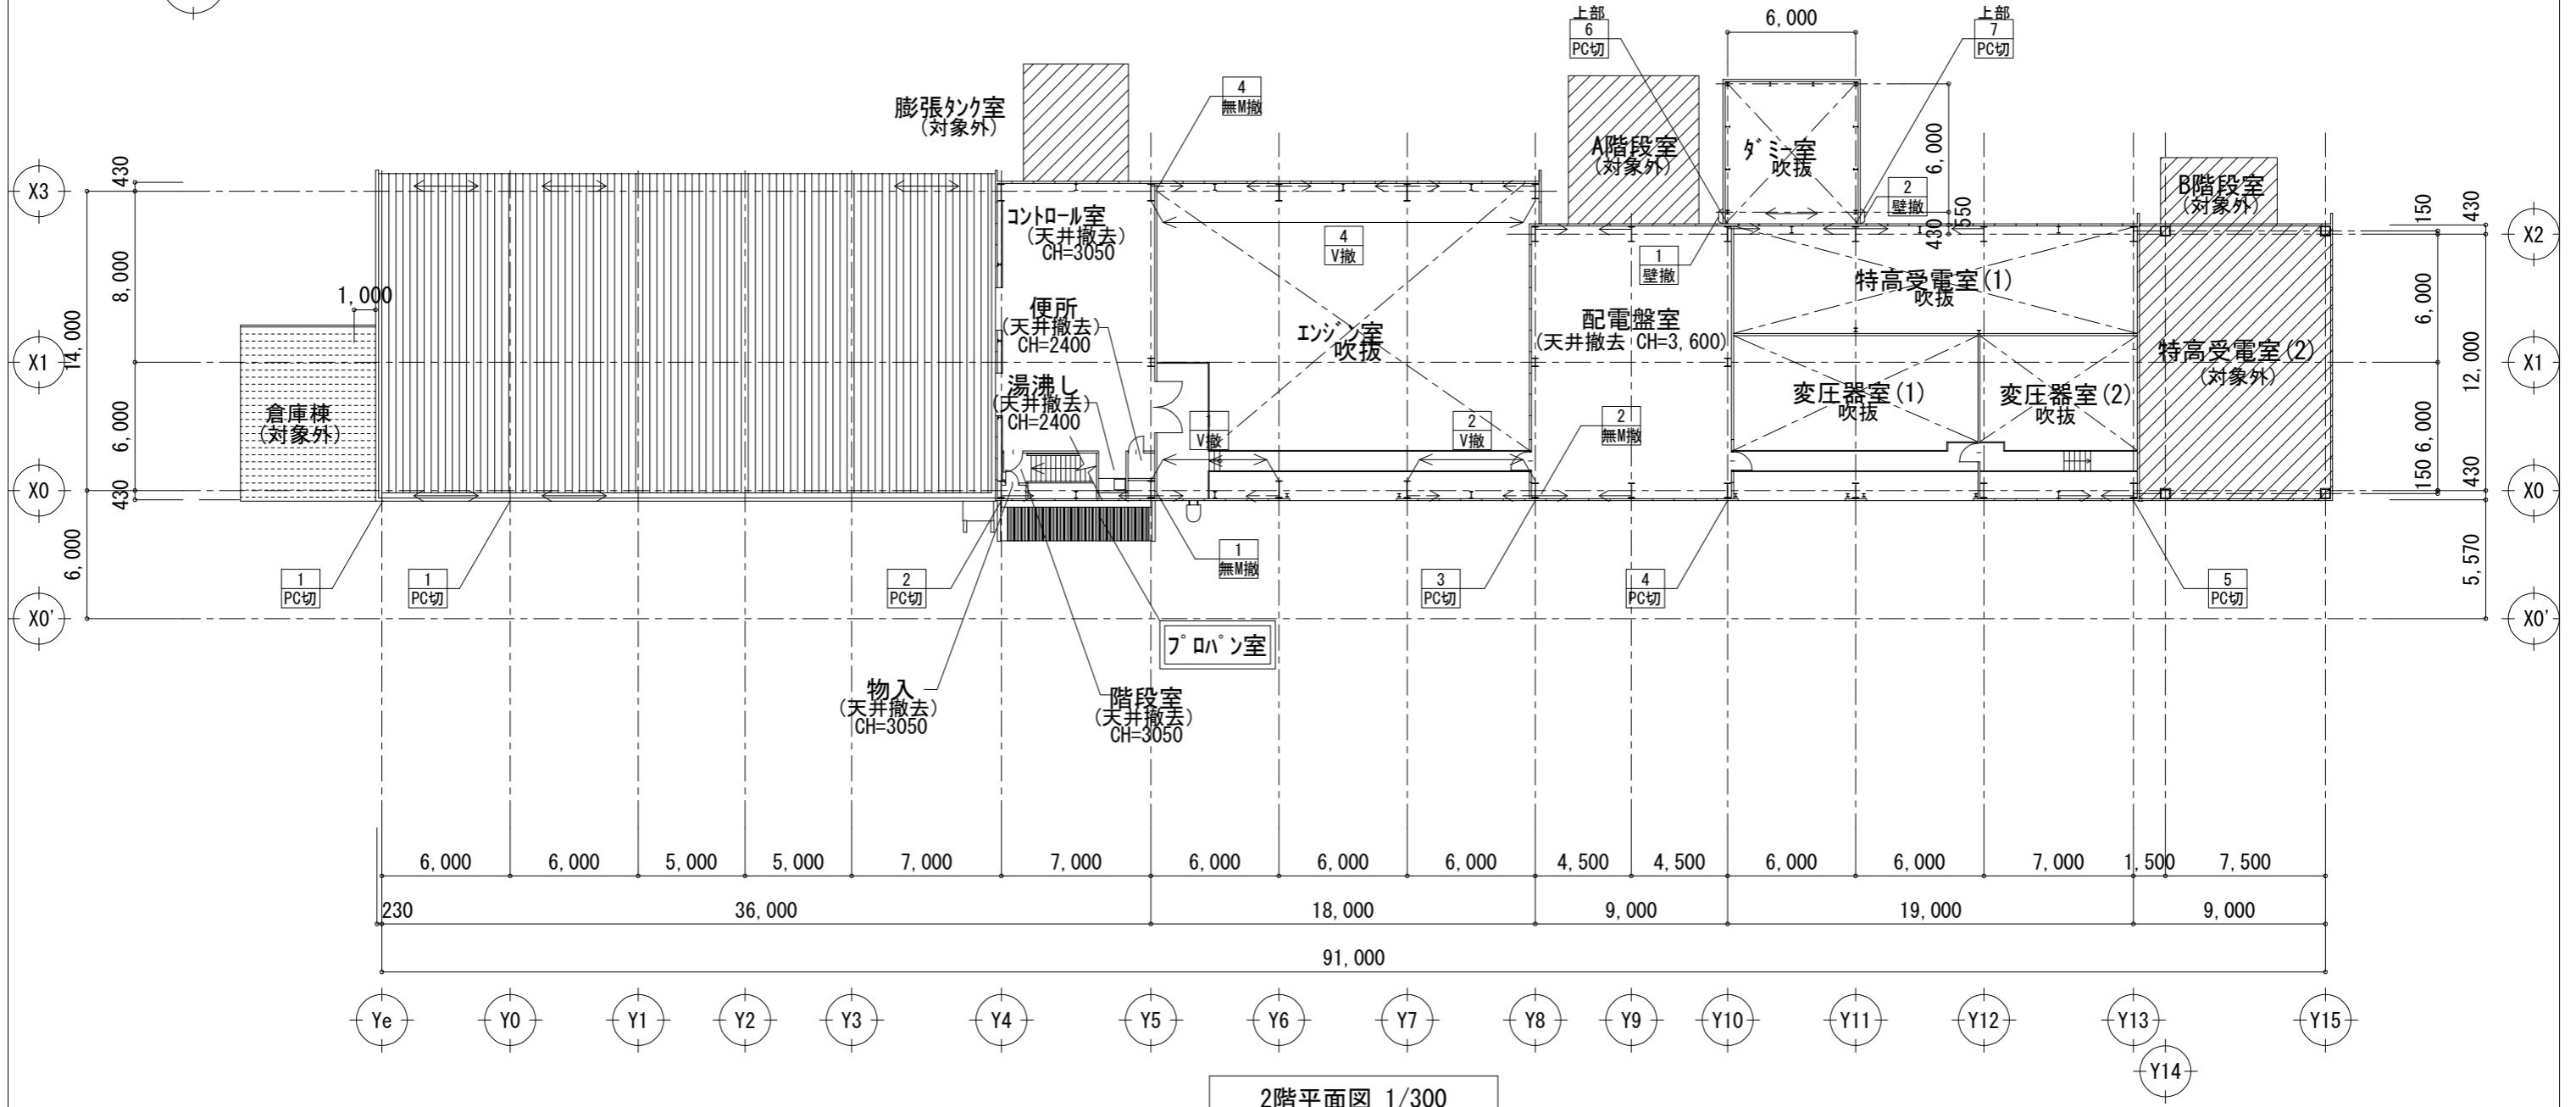 上部
6
PC切
6,000
上部
7
PC切
膨張ﾀﾝｸ室
(対象外)
4
無M撤
A階段室
(対象外)
ﾀﾞﾐｰ室
吹抜
6,000
2
壁撤
430
550
B階段室
(対象外)
150
430
X3
430
X2
コントロール室
(天井撤去)
CH=3050
4
V撤
1
壁撤
特高受電室(1)
吹抜
8,000
1,000
14,000
便所
(天井撤去)
CH=2400
ｴﾝｼﾞﾝ室
吹抜
配電盤室
(天井撤去 CH=3,600)
特高受電室(2)
(対象外)
6,000
12,000
X1
X1
湯沸し
(天井撤去)
CH=2400
変圧器室(1)
吹抜
変圧器室(2)
吹抜
倉庫棟
(対象外)
6,000
1
V撤
2
V撤
2
無M撤
6,000
150
430
X0
430
X0
6,000
5,570
1
PC切
1
PC切
2
PC切
1
無M撤
3
PC切
4
PC切
5
PC切
X0'
X0'
ﾌﾟﾛﾊﾟﾝ室
物入
(天井撤去)
CH=3050
階段室
(天井撤去)
CH=3050
6,000 6,000 5,000 5,000 7,000 7,000 6,000 6,000 6,000 4,500 4,500 6,000 6,000 7,000 1,500 7,500
230 36,000 18,000 9,000 19,000 9,000
91,000
Ye Y0 Y1 Y2 Y3 Y4 Y5 Y6 Y7 Y8 Y9 Y10 Y11 Y12 Y13 Y15
Y14
2階平面図 1/300